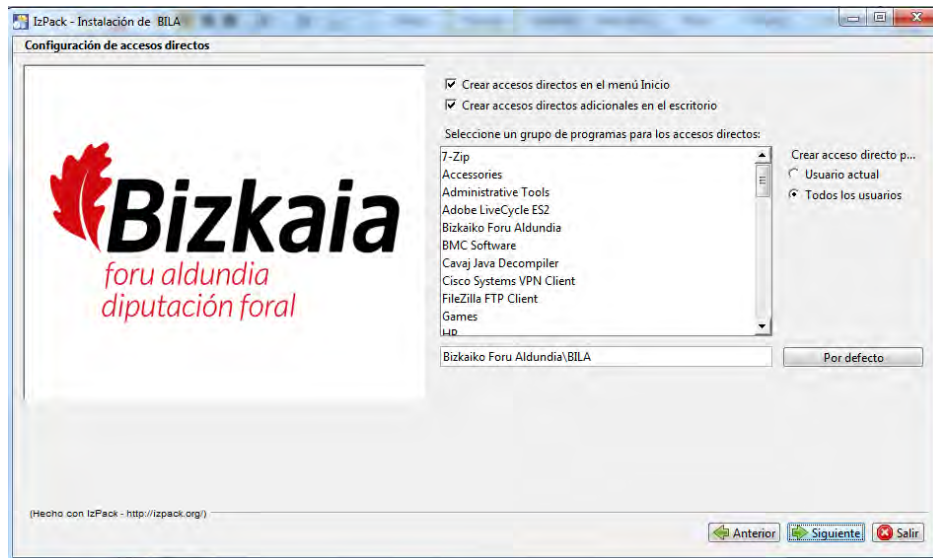 IzPack - Instalación de BILA
Configuración de accesos directos
Bizkaia
foru aldundia
diputación foral
Crear accesos directos en el menú Inicio
Crear accesos directos adicionales en el escritorio
Seleccione un grupo de programas para los accesos directos:
7-Zip
Accessories
Administrative Tools
Adobe LiveCycle ES2
Bizkaiko Foru Aldundia
BMC Software
Cavaj Java Decompiler
Cisco Systems VPN Client
FileZilla FTP Client
Games
HP
Crear acceso directo p...
Usuario actual
Todos los usuarios
Bizkaiko Foru Aldundia\BILA
Por defecto
(Hecho con IzPack - http://izpack.org/)
Anterior
Siguiente
Salir